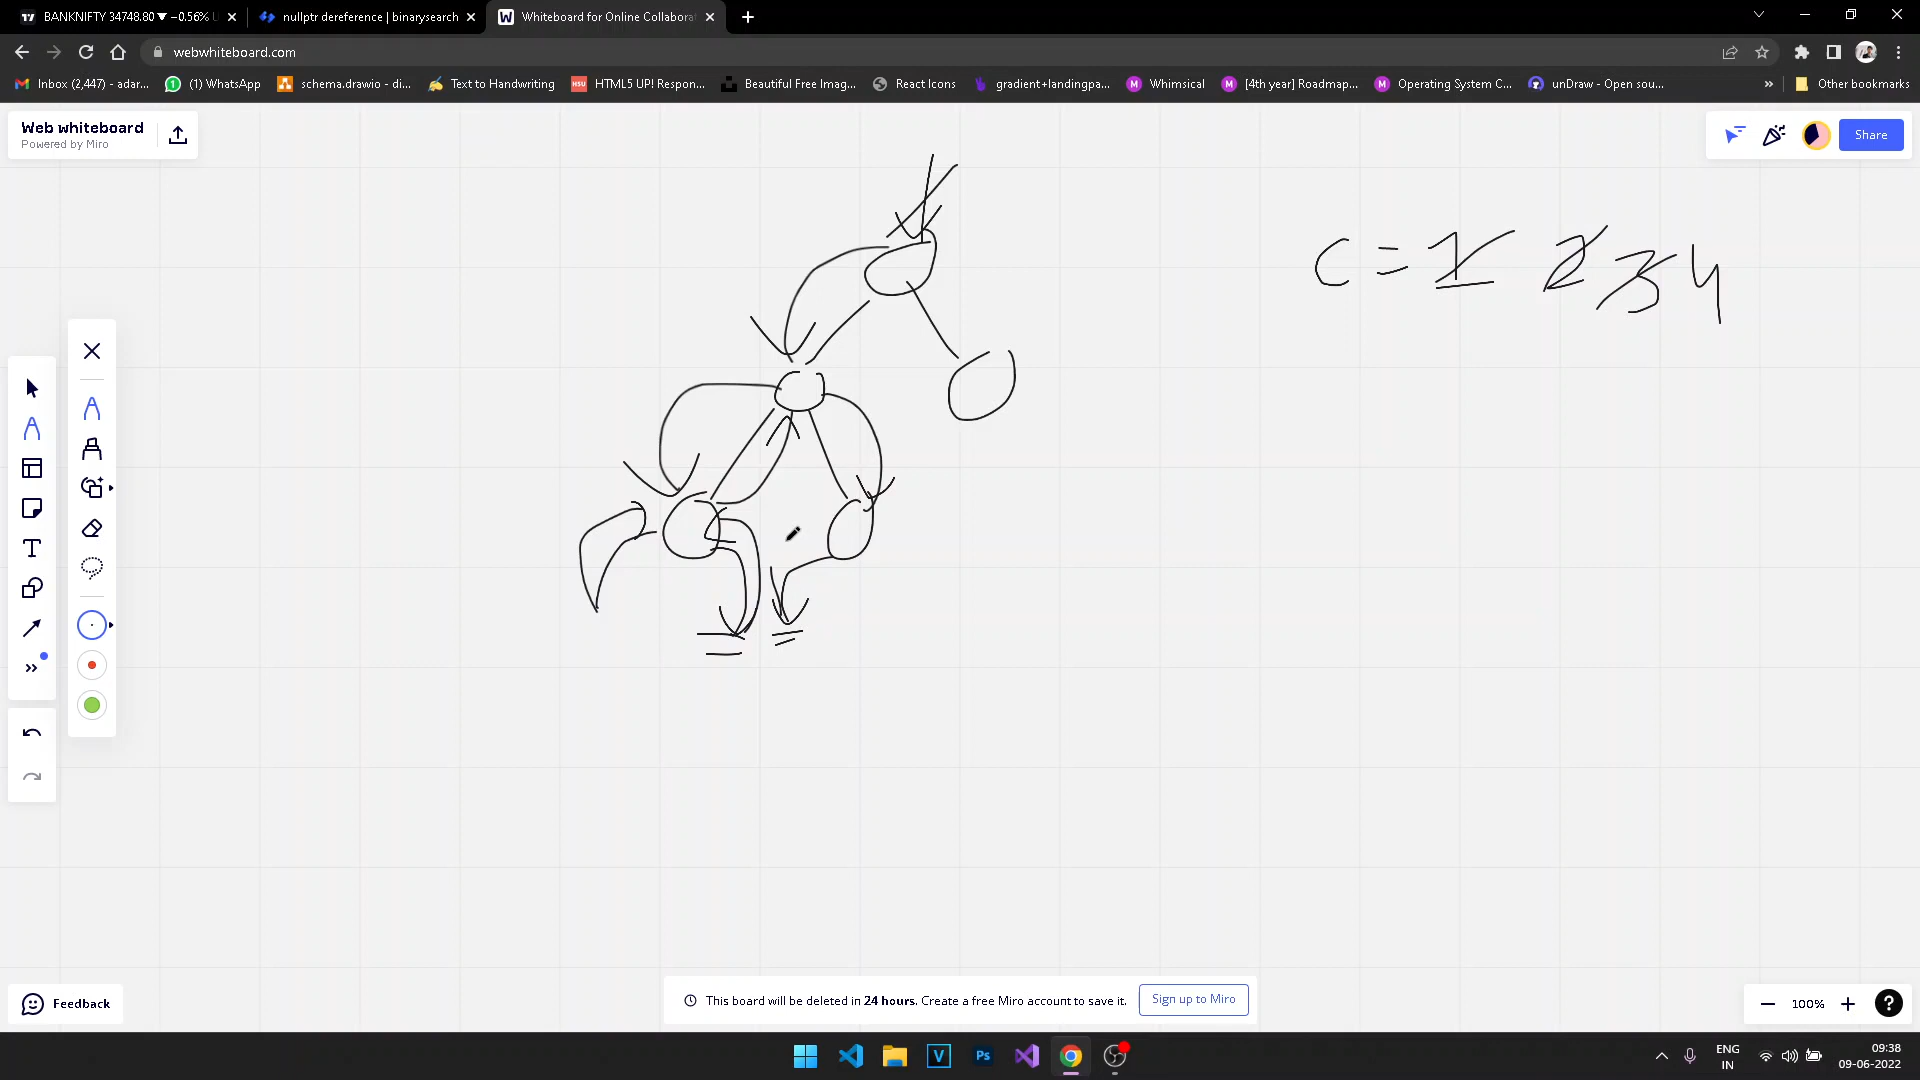 BANKNIFTY 34748.80 ▼ −0.56%
nullptr dereference | binarysearch
Whiteboard for Online Collabora
webwhiteboard.com
Inbox (2,447) - adar...
(1) WhatsApp
schema.drawio - di...
Text to Handwriting
HTML5 UP! Respon...
Beautiful Free Imag...
React Icons
gradient+landingpa...
Whimsical
[4th year] Roadmap...
Operating System C...
unDraw - Open sou...
Other bookmarks
Web whiteboard
Powered by Miro
Share
c = 1 2 3 4
This board will be deleted in 24 hours. Create a free Miro account to save it.
Sign up to Miro
Feedback
100%
ENG
IN
09:38
09-06-2022